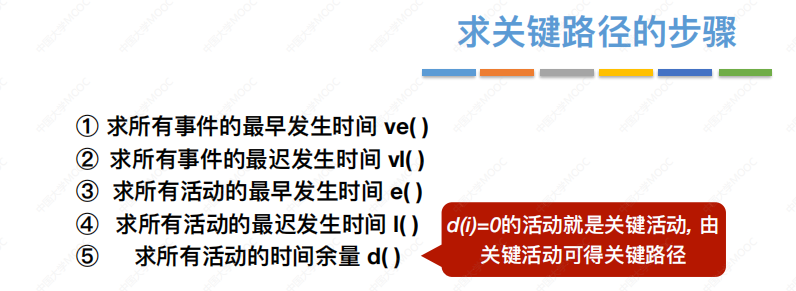 求关键路径的步骤
① 求所有事件的最早发生时间 ve( )
② 求所有事件的最迟发生时间 vl( )
③ 求所有活动的最早发生时间 e( )
④ 求所有活动的最迟发生时间 l( )
⑤ 求所有活动的时间余量 d( )
d(i)=0的活动就是关键活动, 由
关键活动可得关键路径